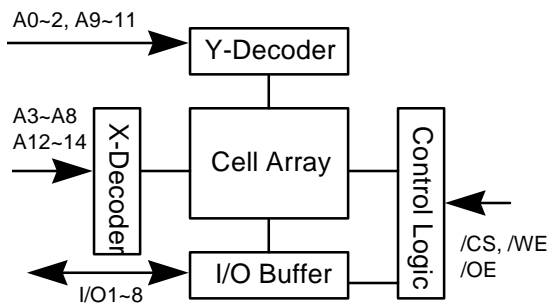 A0~2, A9~11
Y-Decoder
A3~A8
A12~14
X-Decoder
Cell Array
Control Logic
/CS, /WE
/OE
I/O Buffer
I/O1~8